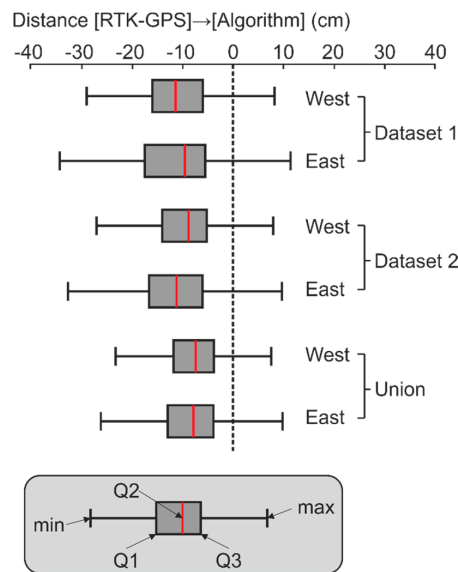 Distance [RTK-GPS]→[Algorithm] (cm)
-40 -30 -20 -10 0 10 20 30 40
West
Dataset 1
East
West
Dataset 2
East
West
Union
East
Q2
min
max
Q1
Q3